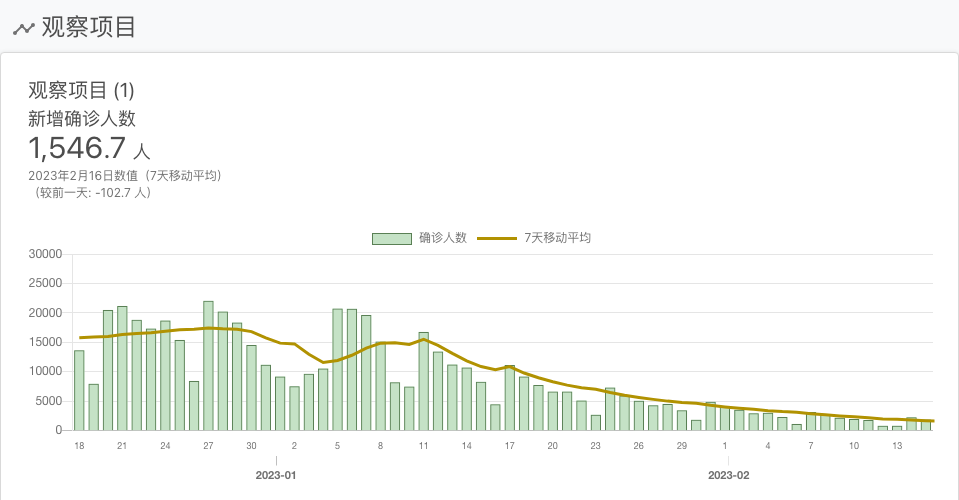 观察项目
观察项目 (1)
新增确诊人数
1,546.7 人
2023年2月16日数值（7天移动平均）
（较前一天: -102.7 人）
确诊人数 7天移动平均
30000
25000
20000
15000
10000
5000
0
18 21 24 27 30 2 5 8 11 14 17 20 23 26 29 1 4 7 10 13
2023-01 2023-02